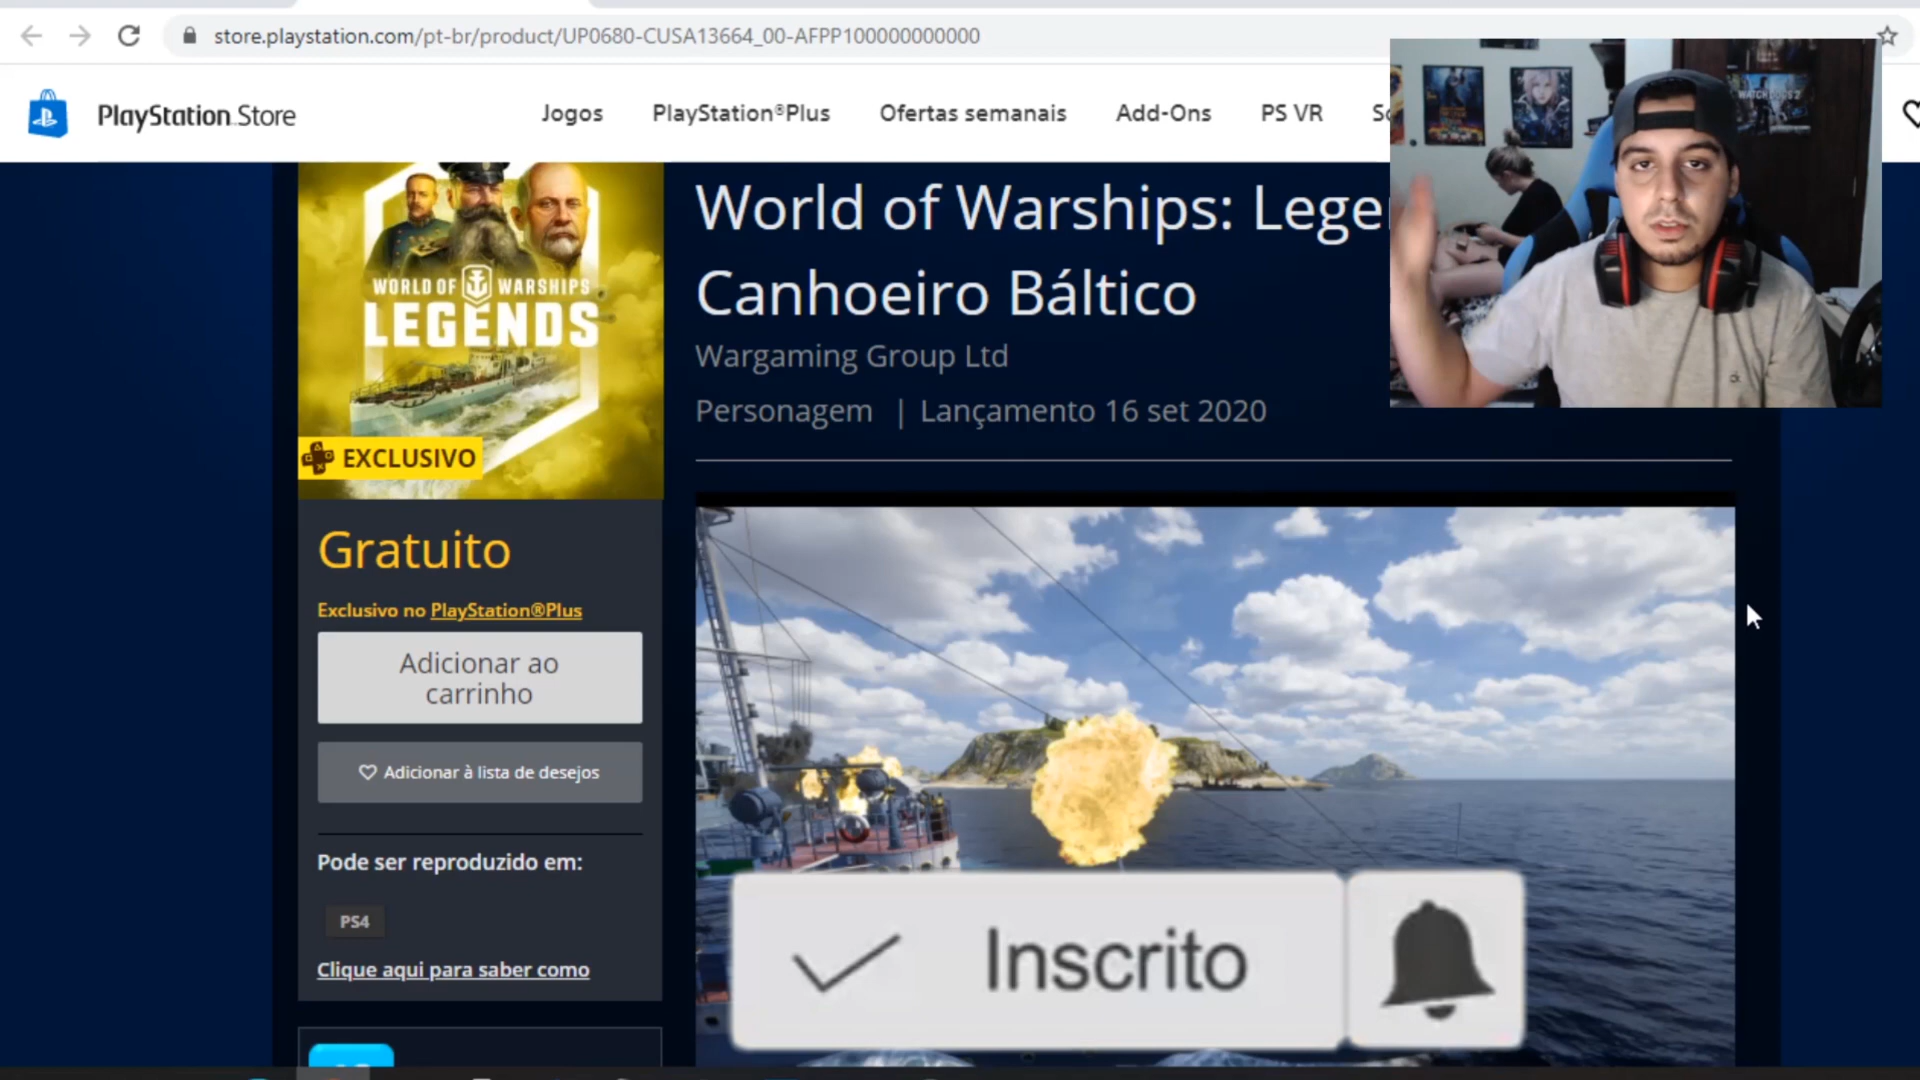 store.playstation.com/pt-br/product/UP0680-CUSA13664_00-AFPP100000000000
PlayStation Store
Jogos PlayStation®Plus Ofertas semanais Add-Ons PS VR
WATCH DOGS 2
World of Warships:
Canhoeiro Báltico
Wargaming Group Ltd
Personagem | Lançamento 16 set 2020
WORLD OF WARSHIPS
LEGENDS
EXCLUSIVO
Gratuito
Exclusivo no PlayStation®Plus
Adicionar ao
carrinho
Adicionar à lista de desejos
Pode ser reproduzido em:
PS4
Clique aqui para saber como
Inscrito